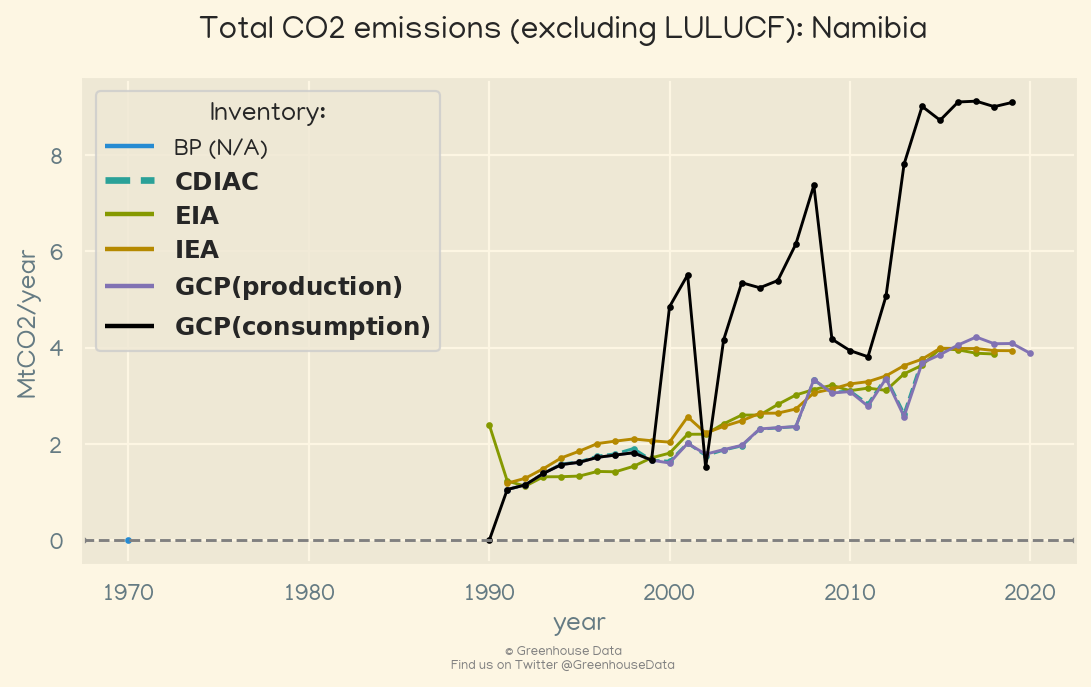 Total CO2 emissions (excluding LULUCF): Namibia
Inventory:
BP (N/A)
CDIAC
EIA
IEA
GCP(production)
GCP(consumption)
MtCO2/year
8
6
4
2
0
1970 1980 1990 2000 2010 2020
year
© Greenhouse Data
Find us on Twitter @GreenhouseData